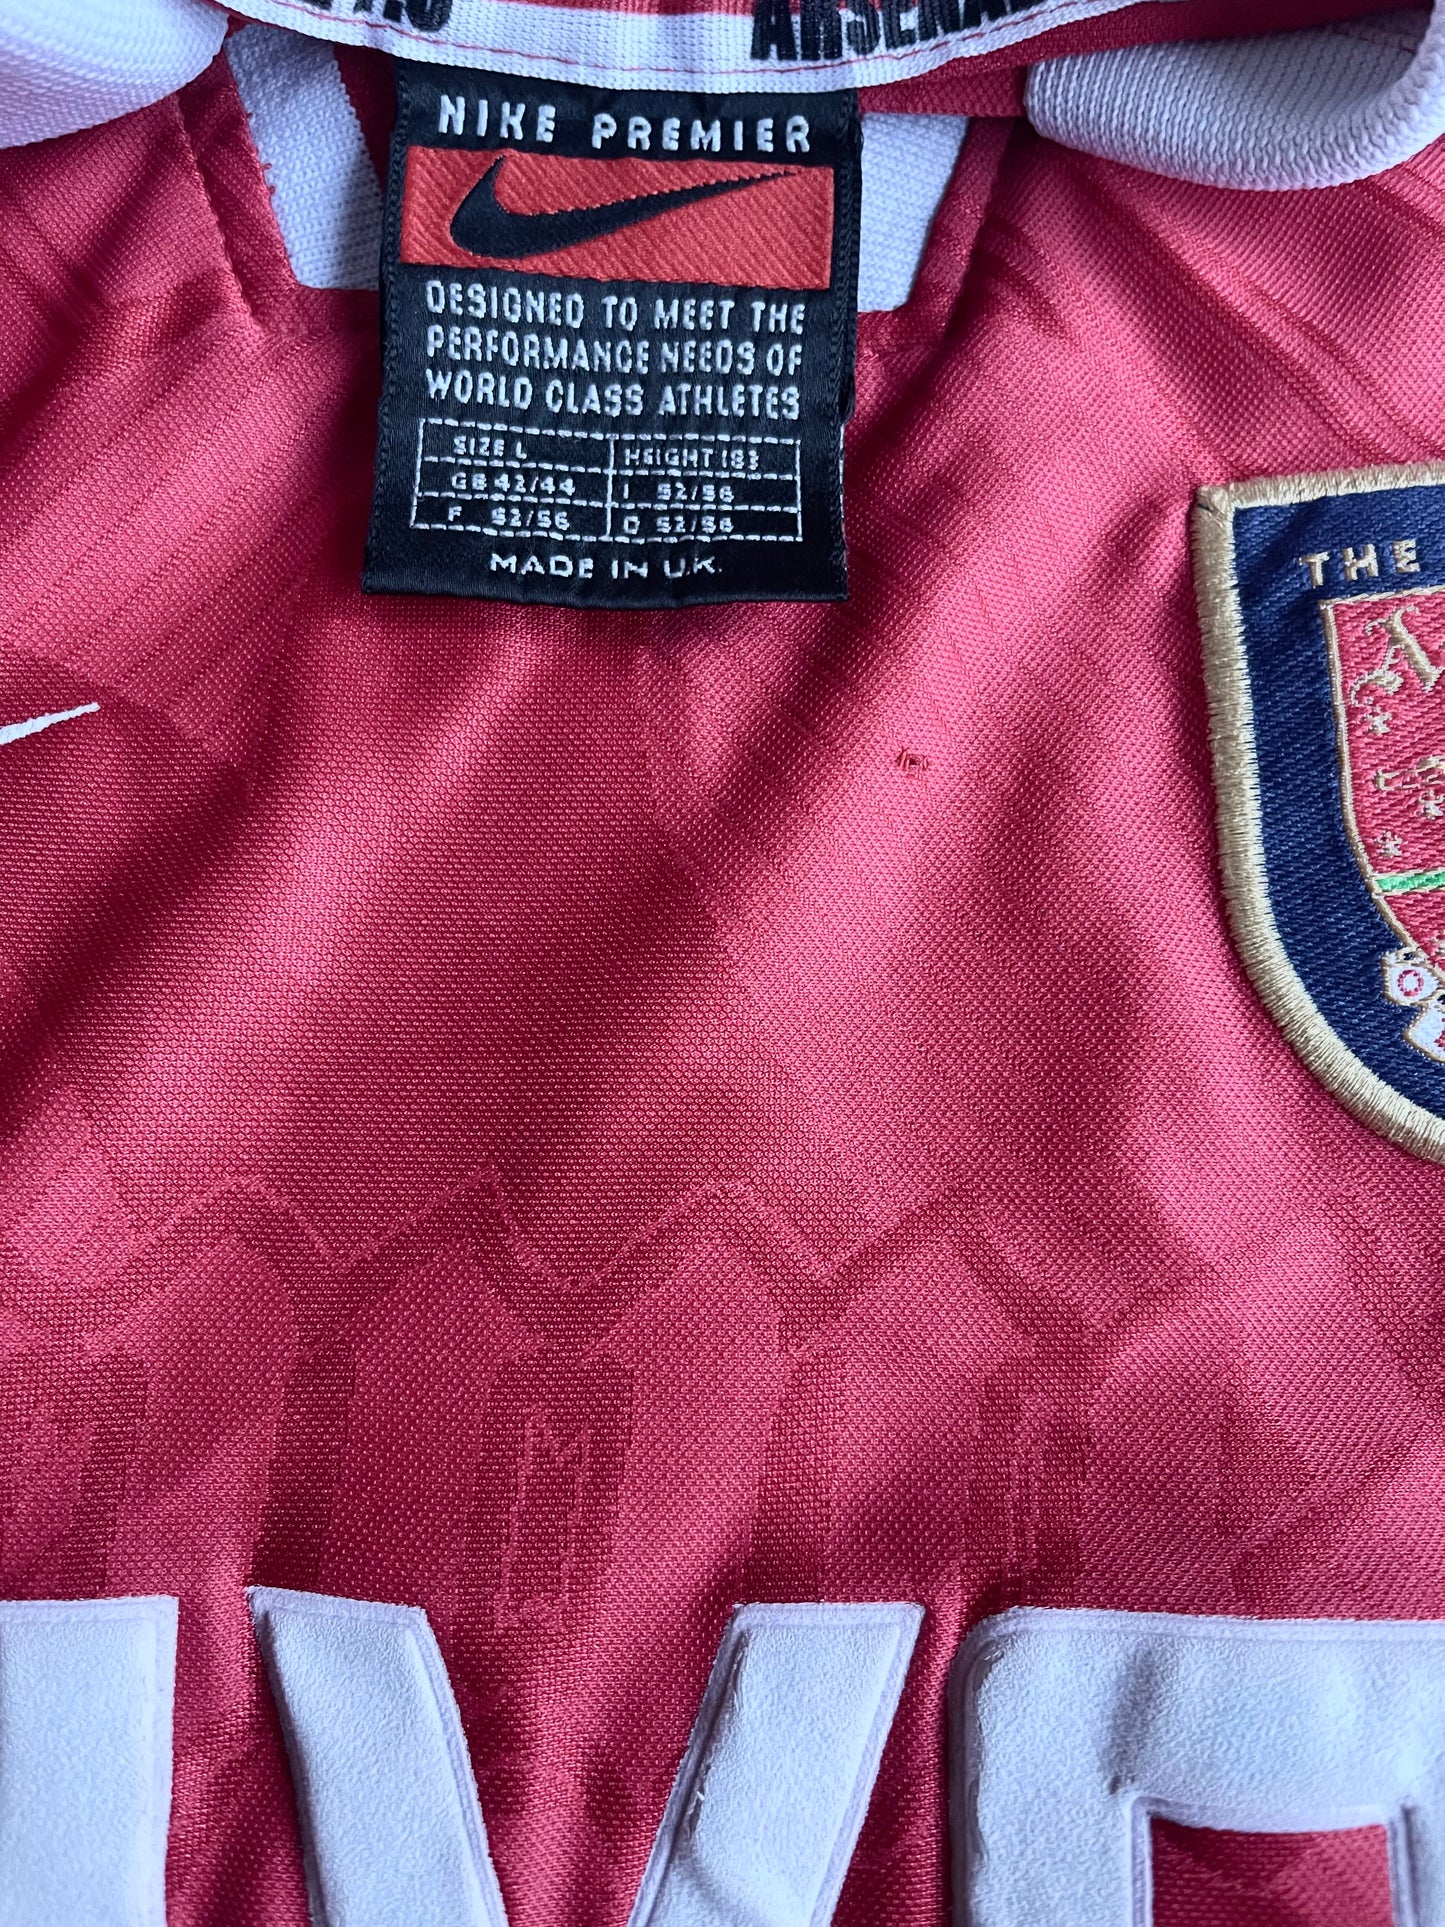 ARSENAL
NIKE PREMIER
DESIGNED TO MEET THE
PERFORMANCE NEEDS OF
WORLD CLASS ATHLETES
SIZE L HEIGHT 183
GB 42/44 I 52/56
F 52/56 D 52/56
MADE IN U.K.
THE